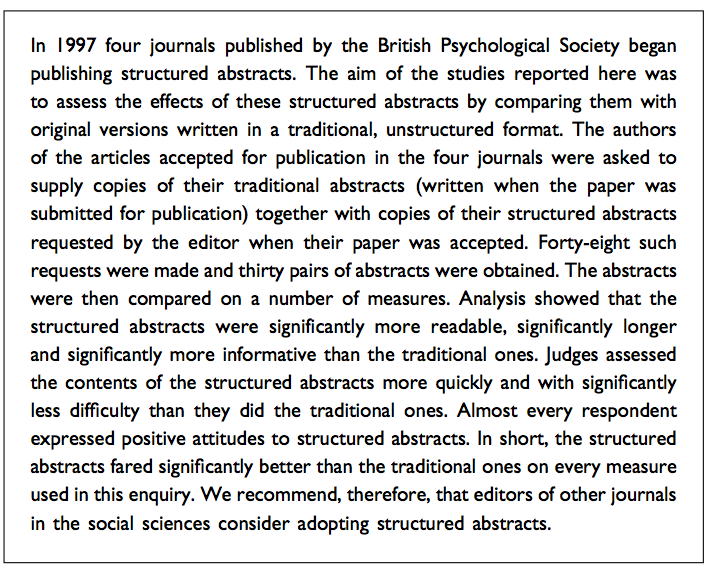 In 1997 four journals published by the British Psychological Society began
publishing structured abstracts. The aim of the studies reported here was
to assess the effects of these structured abstracts by comparing them with
original versions written in a traditional, unstructured format. The authors
of the articles accepted for publication in the four journals were asked to
supply copies of their traditional abstracts (written when the paper was
submitted for publication) together with copies of their structured abstracts
requested by the editor when their paper was accepted. Forty-eight such
requests were made and thirty pairs of abstracts were obtained. The abstracts
were then compared on a number of measures. Analysis showed that the
structured abstracts were significantly more readable, significantly longer
and significantly more informative than the traditional ones. Judges assessed
the contents of the structured abstracts more quickly and with significantly
less difficulty than they did the traditional ones. Almost every respondent
expressed positive attitudes to structured abstracts. In short, the structured
abstracts fared significantly better than the traditional ones on every measure
used in this enquiry. We recommend, therefore, that editors of other journals
in the social sciences consider adopting structured abstracts.